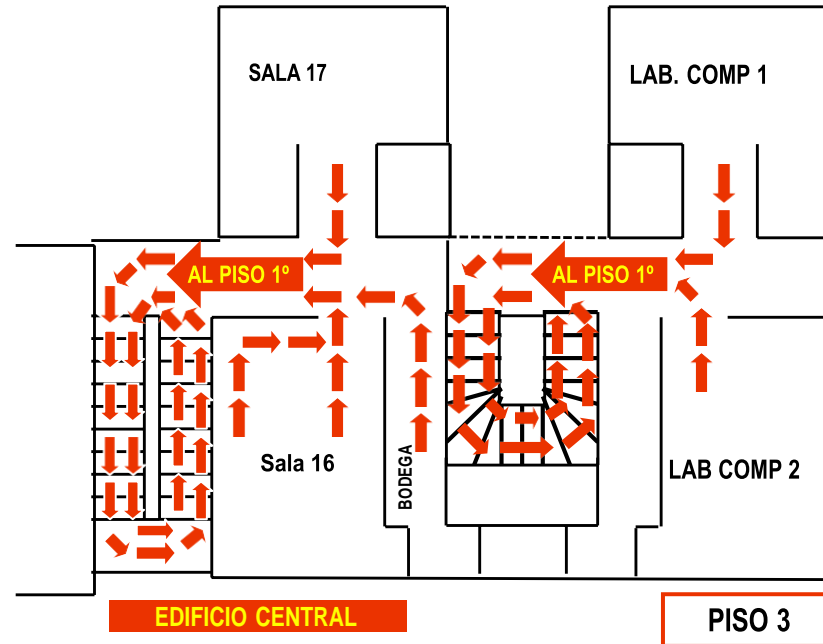 SALA 17
LAB. COMP 1
AL PISO 1º
AL PISO 1º
Sala 16
BODEGA
LAB COMP 2
EDIFICIO CENTRAL
PISO 3